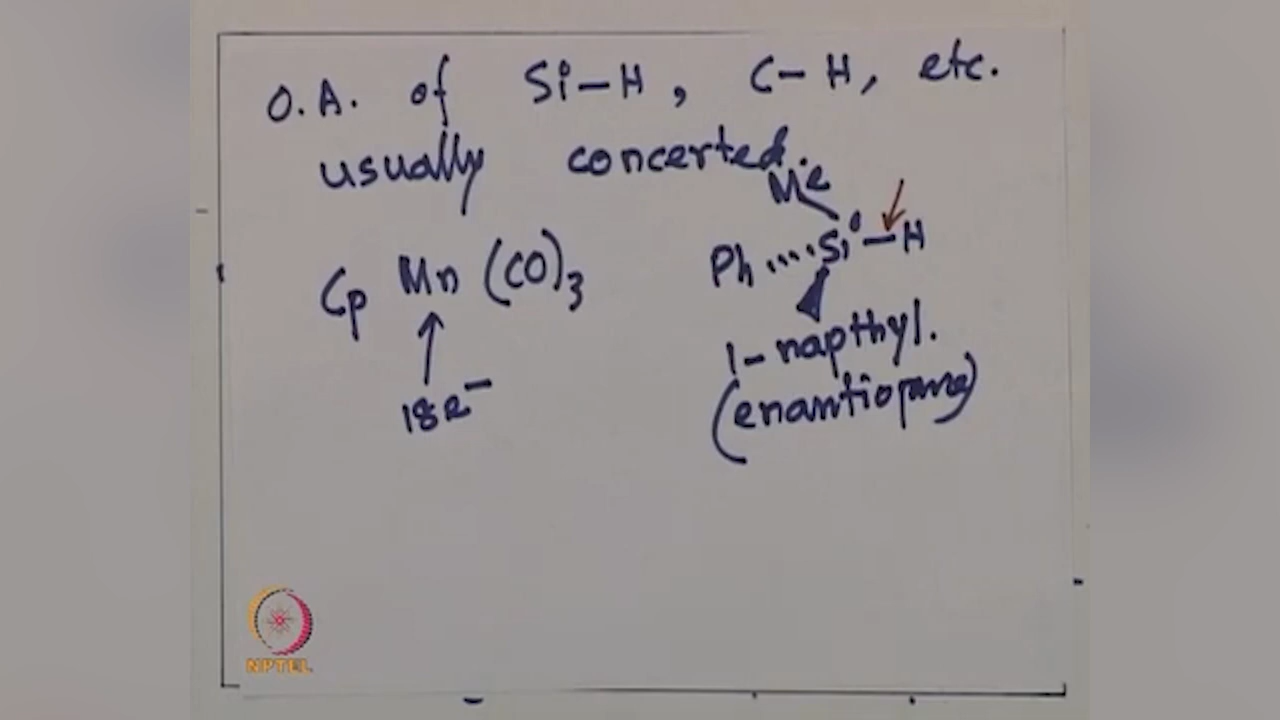 O.A. of Si–H, C–H, etc.
usually concerted.
Me
Ph Si–H
Cp Mn (CO)3
1–napthyl.
18e–
(enantiopure)
NPTEL